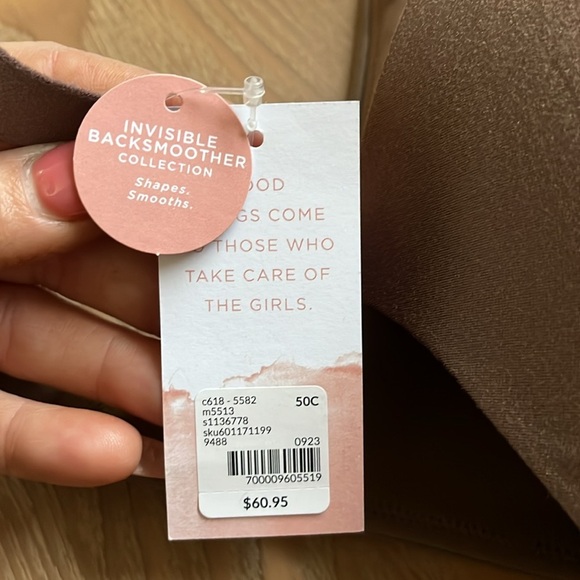 INVISIBLE
BACKSMOOTHER
COLLECTION
Shapes.
Smooths.
COME
THOSE WHO
TAKE CARE OF
THE GIRLS.
c618 - 5582 50C
m5513
s1136778
sku601171199
9488 0923
700009605519
$60.95